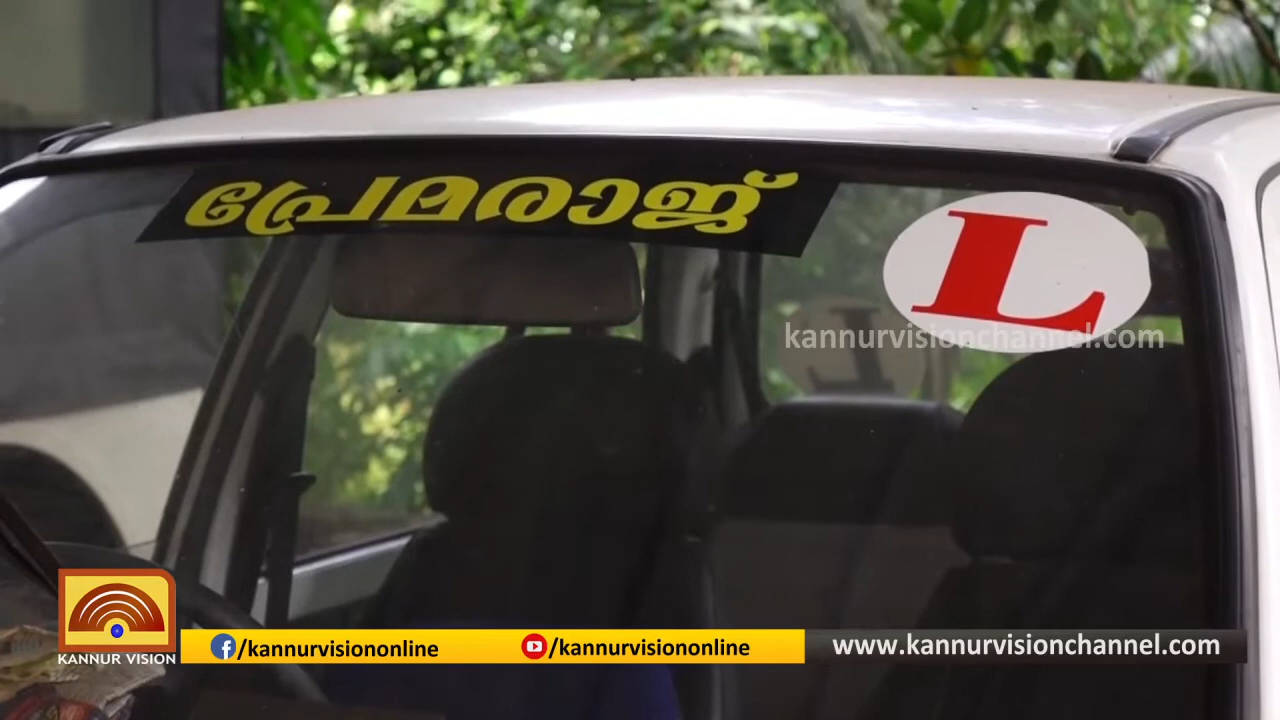 പ്രേമരാജ്
L
kannurvisionchannel.com
KANNUR VISION
/kannurvisiononline
/kannurvisiononline
www.kannurvisionchannel.com